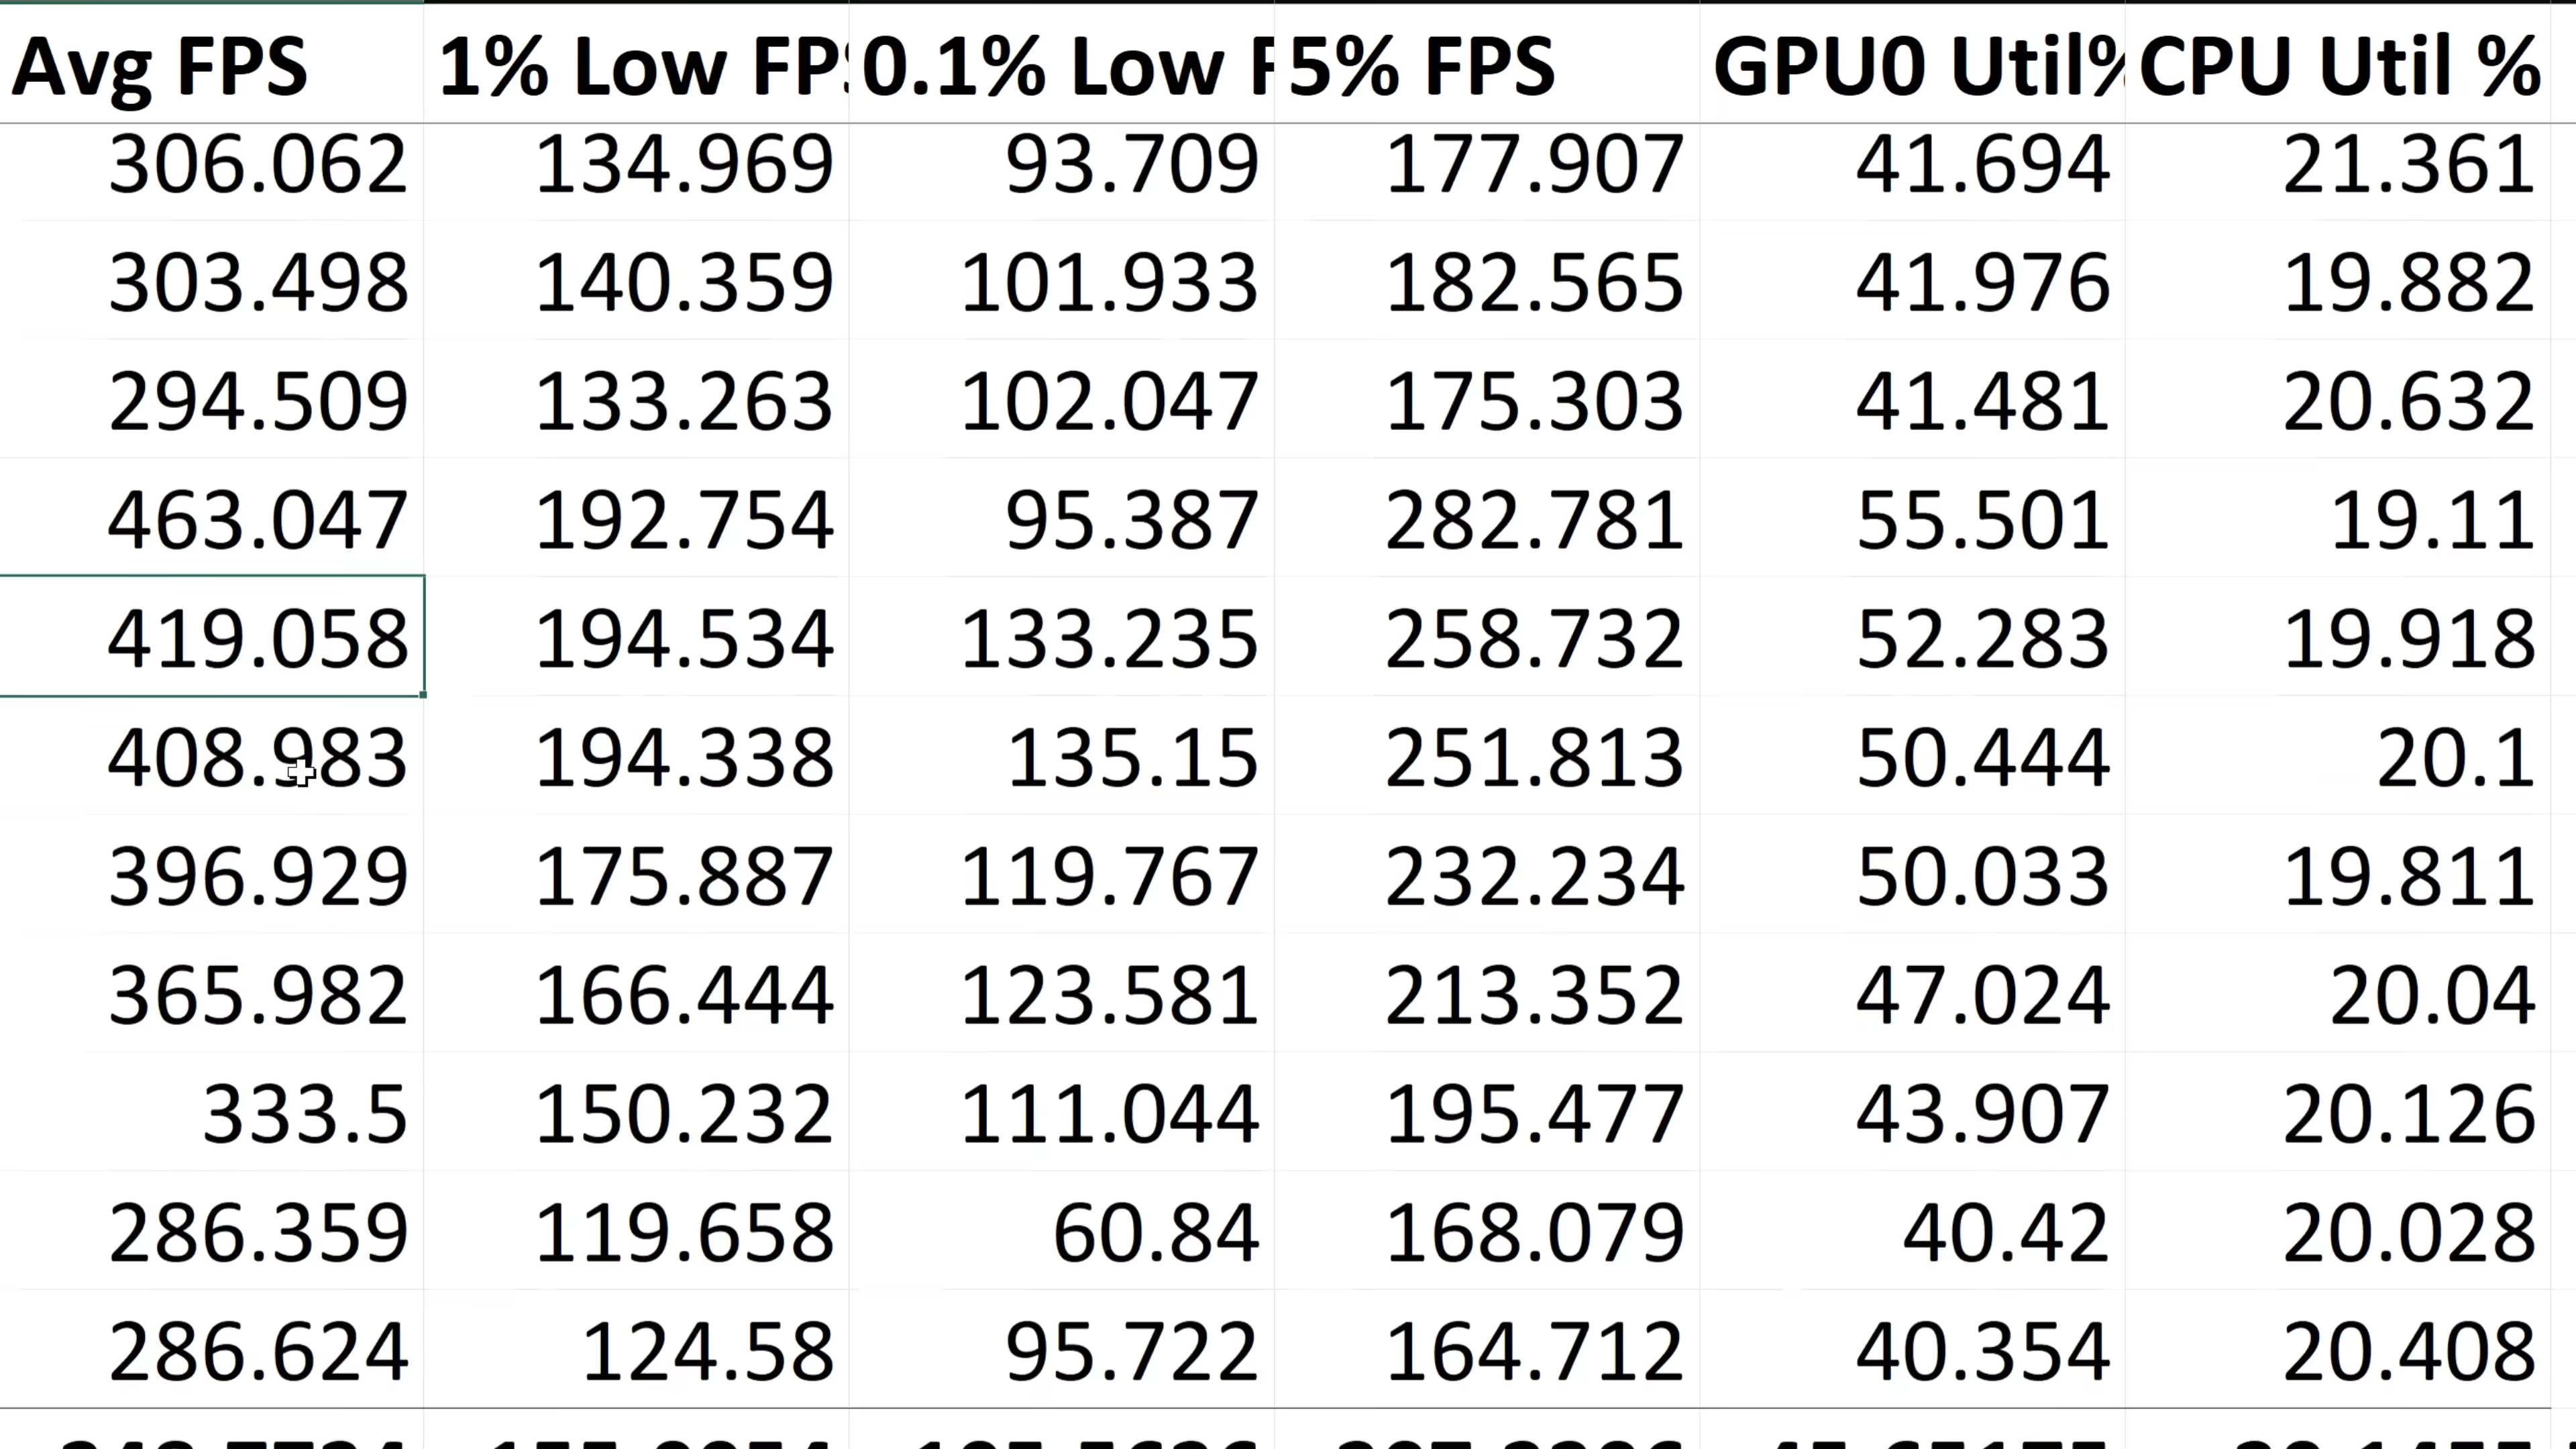 Avg FPS 1% Low FPS 0.1% Low F 5% FPS GPU0 Util% CPU Util %
306.062 134.969 93.709 177.907 41.694 21.361
303.498 140.359 101.933 182.565 41.976 19.882
294.509 133.263 102.047 175.303 41.481 20.632
463.047 192.754 95.387 282.781 55.501 19.11
419.058 194.534 133.235 258.732 52.283 19.918
408.983 194.338 135.15 251.813 50.444 20.1
396.929 175.887 119.767 232.234 50.033 19.811
365.982 166.444 123.581 213.352 47.024 20.04
333.5 150.232 111.044 195.477 43.907 20.126
286.359 119.658 60.84 168.079 40.42 20.028
286.624 124.58 95.722 164.712 40.354 20.408